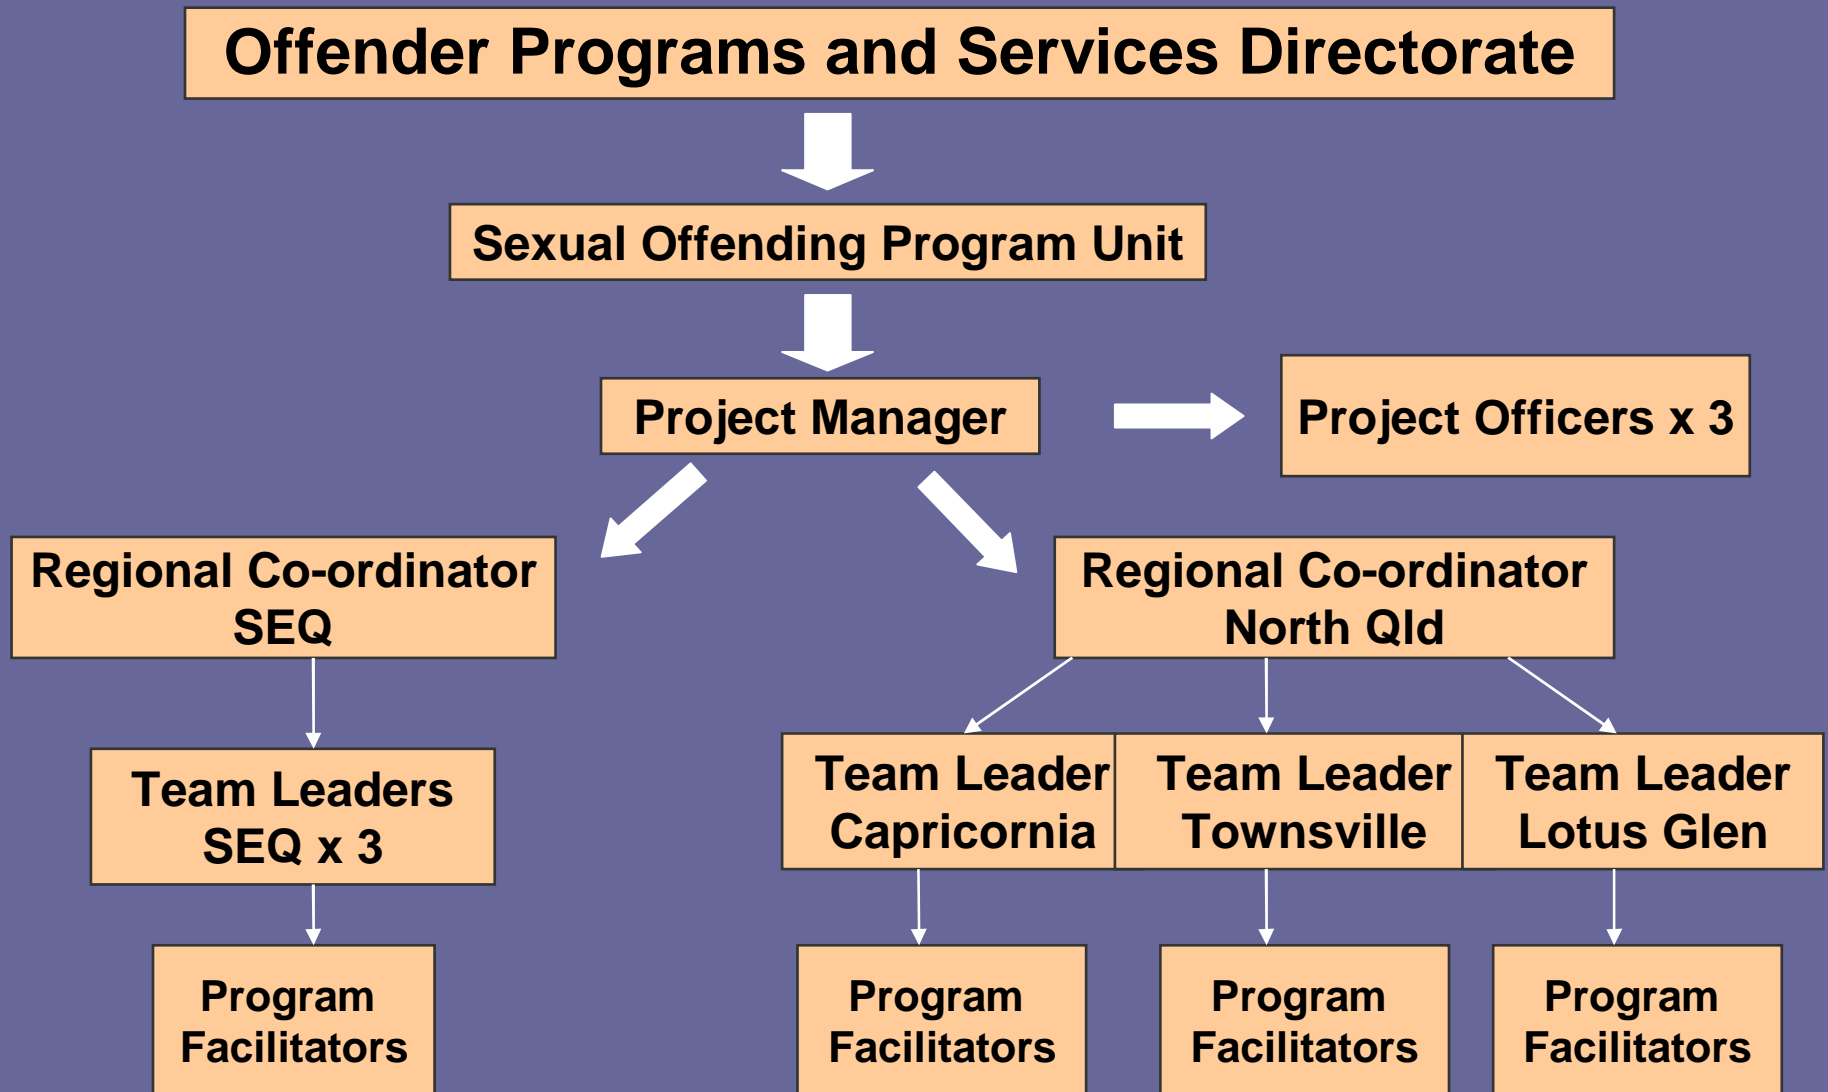 Offender Programs and Services Directorate
Sexual Offending Program Unit
Project Manager
Project Officers x 3
Regional Co-ordinator
SEQ
Regional Co-ordinator
North Qld
Team Leaders
SEQ x 3
Team Leader
Capricornia
Team Leader
Townsville
Team Leader
Lotus Glen
Program
Facilitators
Program
Facilitators
Program
Facilitators
Program
Facilitators